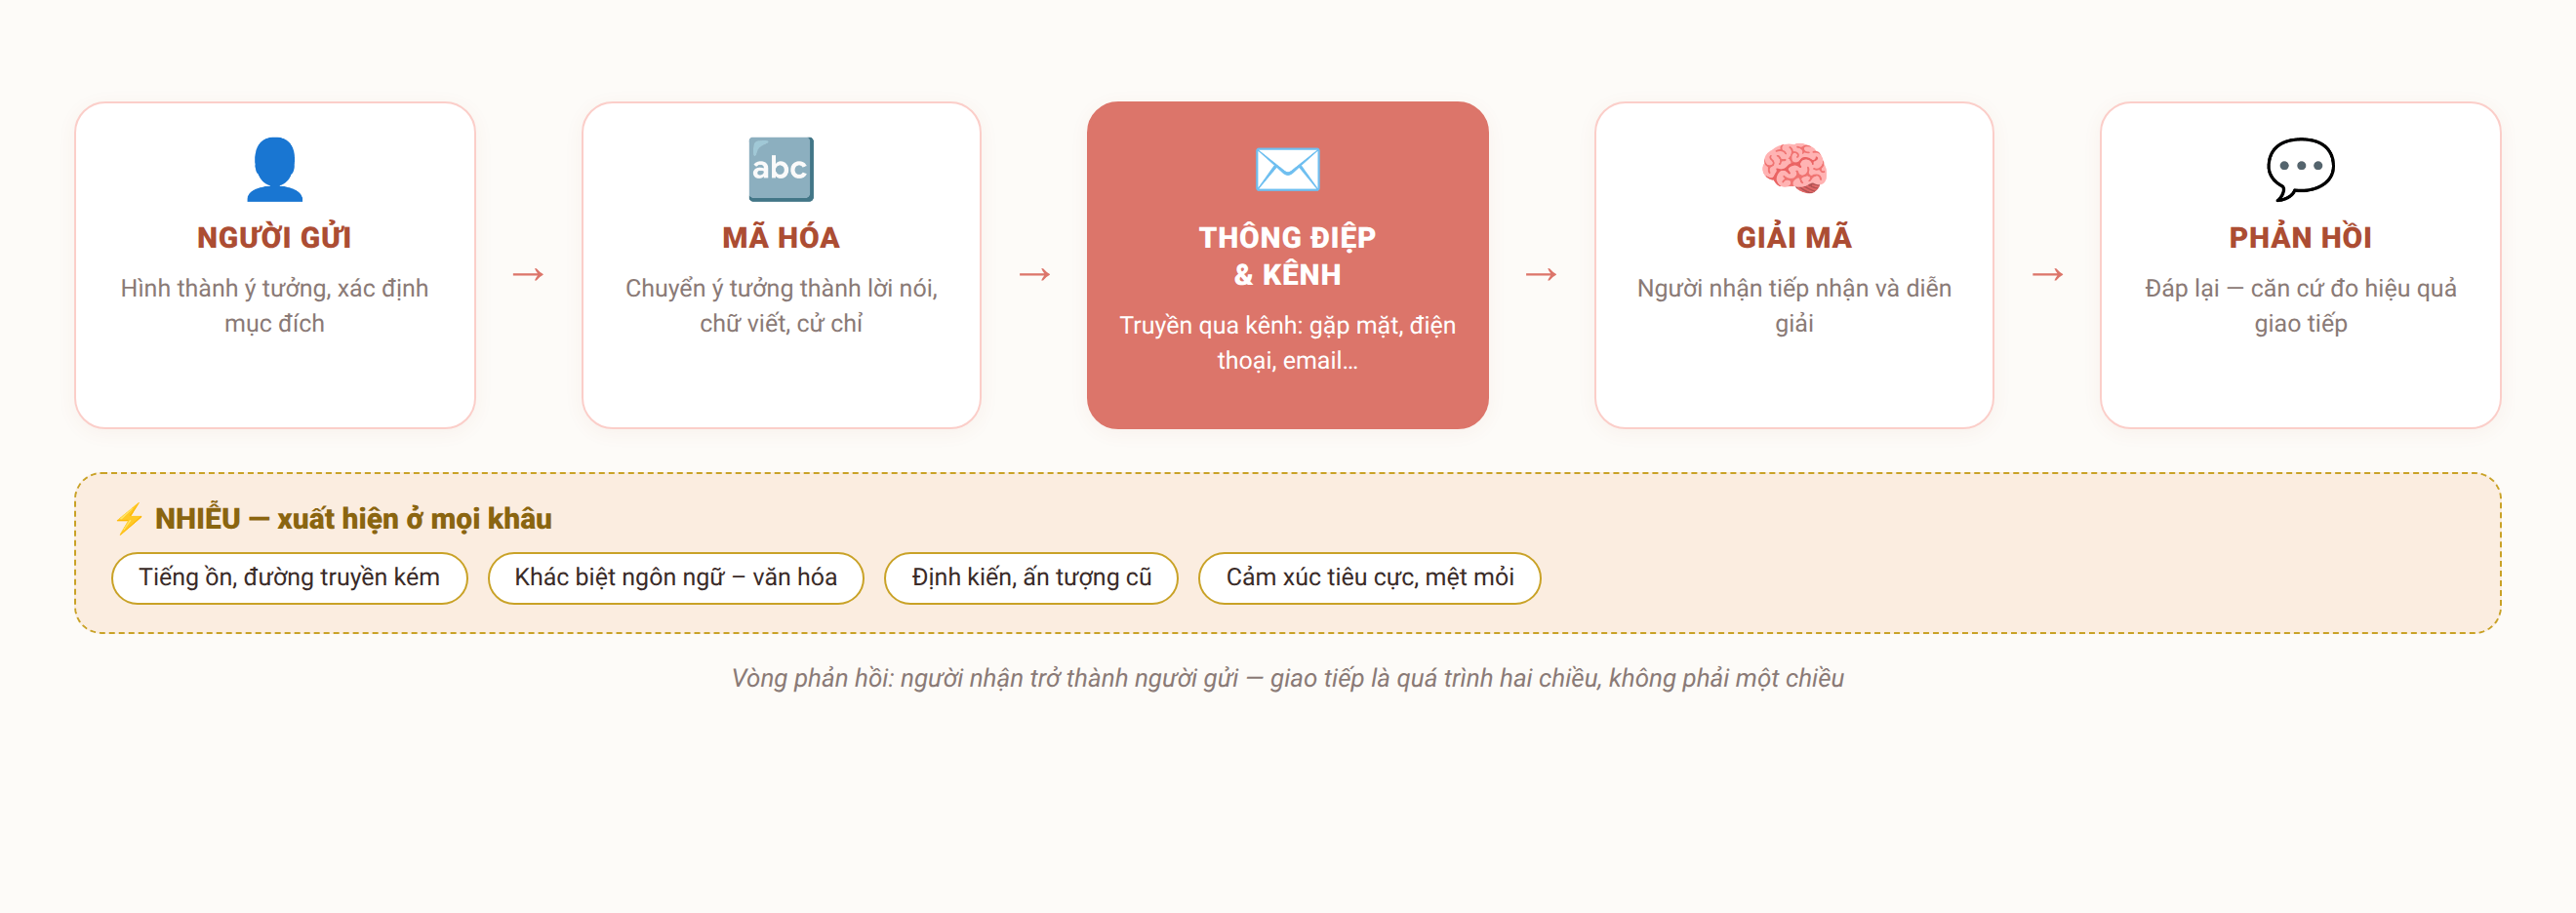 abc
NGƯỜI GỬI
Hình thành ý tưởng, xác định
mục đích
→
MÃ HÓA
Chuyển ý tưởng thành lời nói,
chữ viết, cử chỉ
→
THÔNG ĐIỆP
& KÊNH
Truyền qua kênh: gặp mặt, điện
thoại, email...
→
GIẢI MÃ
Người nhận tiếp nhận và diễn
giải
→
PHẢN HỒI
Đáp lại — căn cứ đo hiệu quả
giao tiếp
⚡ NHIỄU — xuất hiện ở mọi khâu
Tiếng ồn, đường truyền kém
Khác biệt ngôn ngữ – văn hóa
Định kiến, ấn tượng cũ
Cảm xúc tiêu cực, mệt mỏi
Vòng phản hồi: người nhận trở thành người gửi — giao tiếp là quá trình hai chiều, không phải một chiều